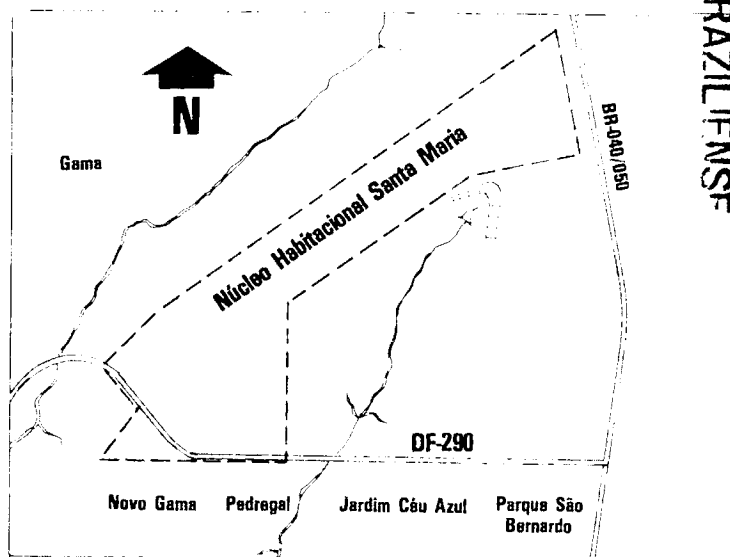 N
Gama
Núcleo Habitacional Santa Maria
BR-040/050
DF-290
Novo Gama
Pedregal
Jardim Céu Azul
Parque São
Bernardo
RAZILIENSE